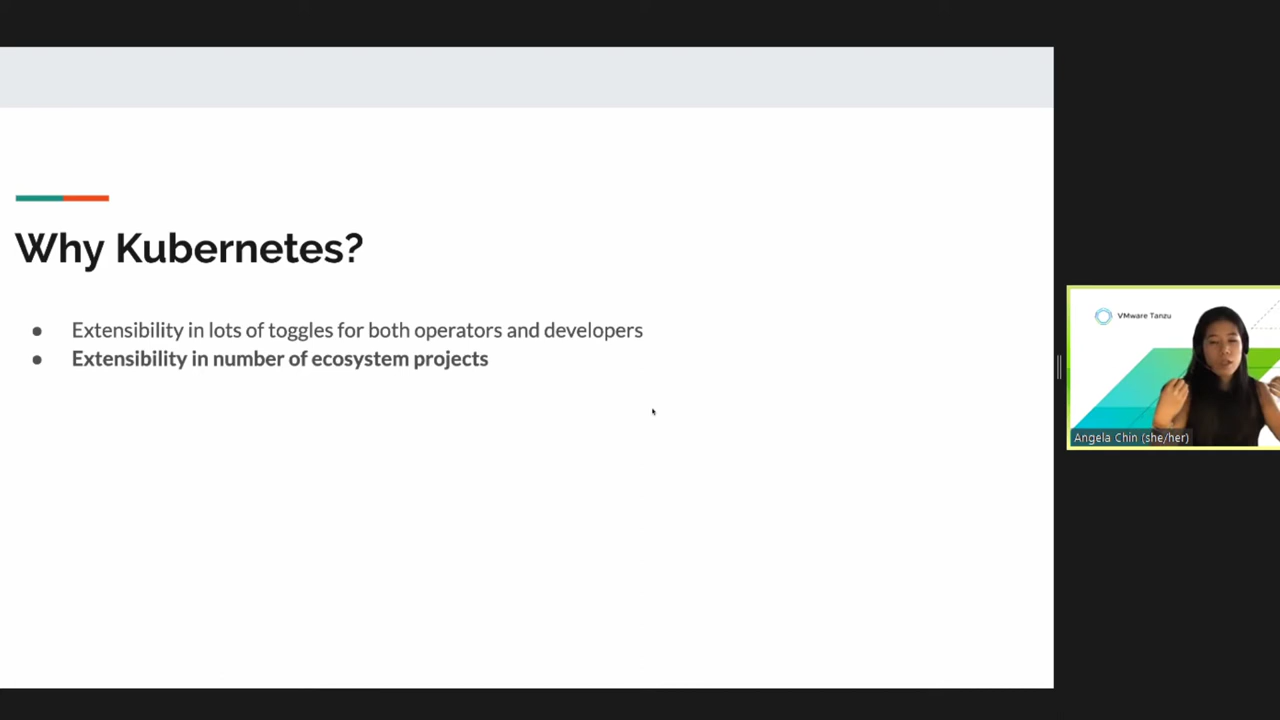 Why Kubernetes?
Extensibility in lots of toggles for both operators and developers
Extensibility in number of ecosystem projects
VMware Tanzu
Angela Chin (she/her)